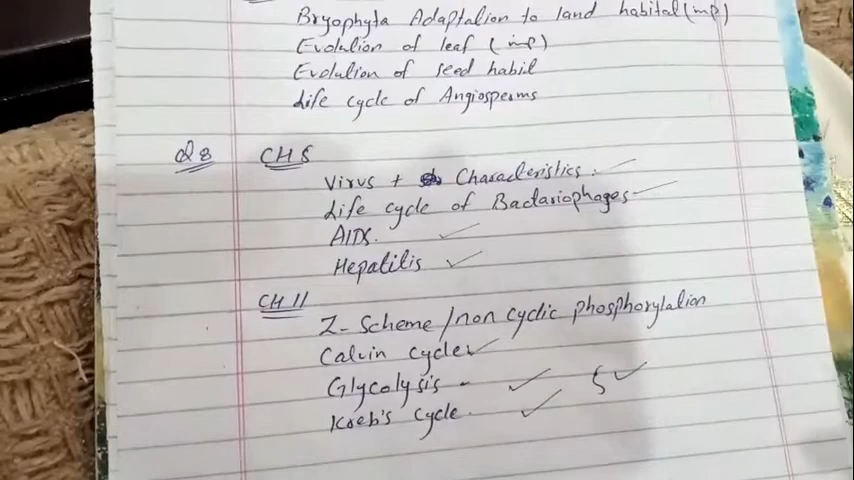 Bryophyta Adaptation to land habitat (imp)
Evolution of leaf (imp)
Evolution of seed habit
Life cycle of Angiosperms
Q8 CH 5
Virus + Characteristics.
Life cycle of Bactariophages
AIDS.
Hepatitis
CH 11
Z-Scheme/non cyclic phosphorylation
Calvin cycle
Glycolysis
Kreb's cycle.